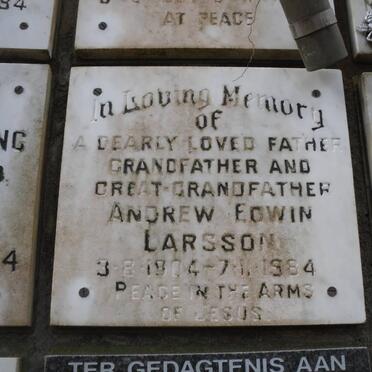 AT PEACE
In Loving Memory
of
A DEARLY LOVED FATHER
GRANDFATHER AND
GREAT-GRANDFATHER
ANDREW EDWIN
LARSSON
3-8-1904-7-1-1984
PEACE IN THE ARMS
OF JESUS
TER GEDAGTENIS AAN